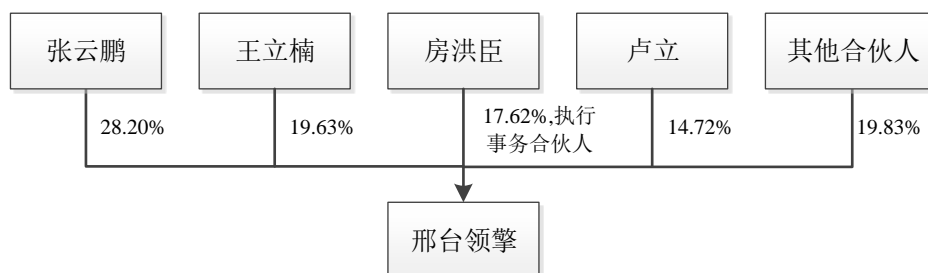 张云鹏
王立楠
房洪臣
卢立
其他合伙人
28.20%
19.63%
17.62%,执行
事务合伙人
14.72%
19.83%
邢台领擎